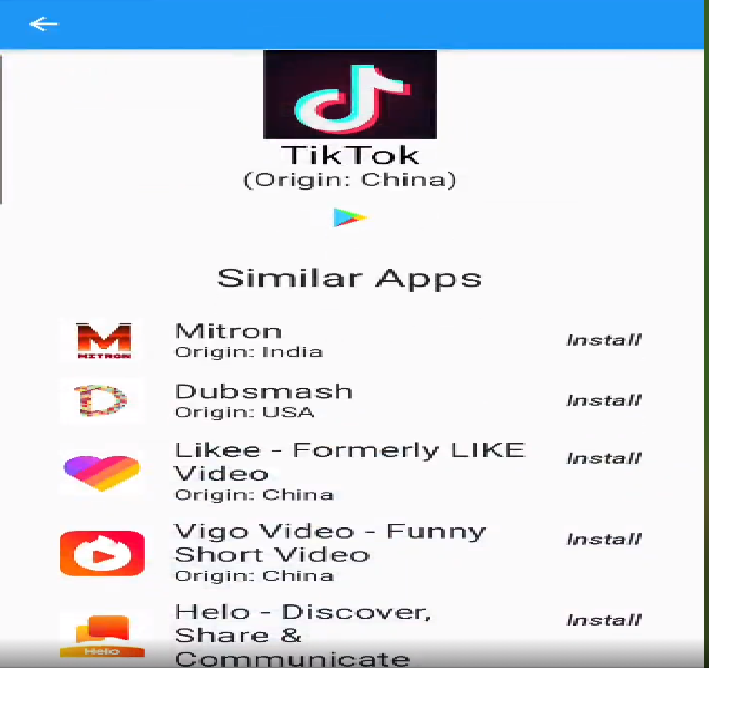 TikTok
(Origin: China)
Similar Apps
MITRON
Mitron
Origin: India
Install
Dubsmash
Origin: USA
Install
Likee - Formerly LIKE
Video
Origin: China
Install
Vigo Video - Funny
Short Video
Origin: China
Install
Helo - Discover,
Share &
Communicate
Install
Helo